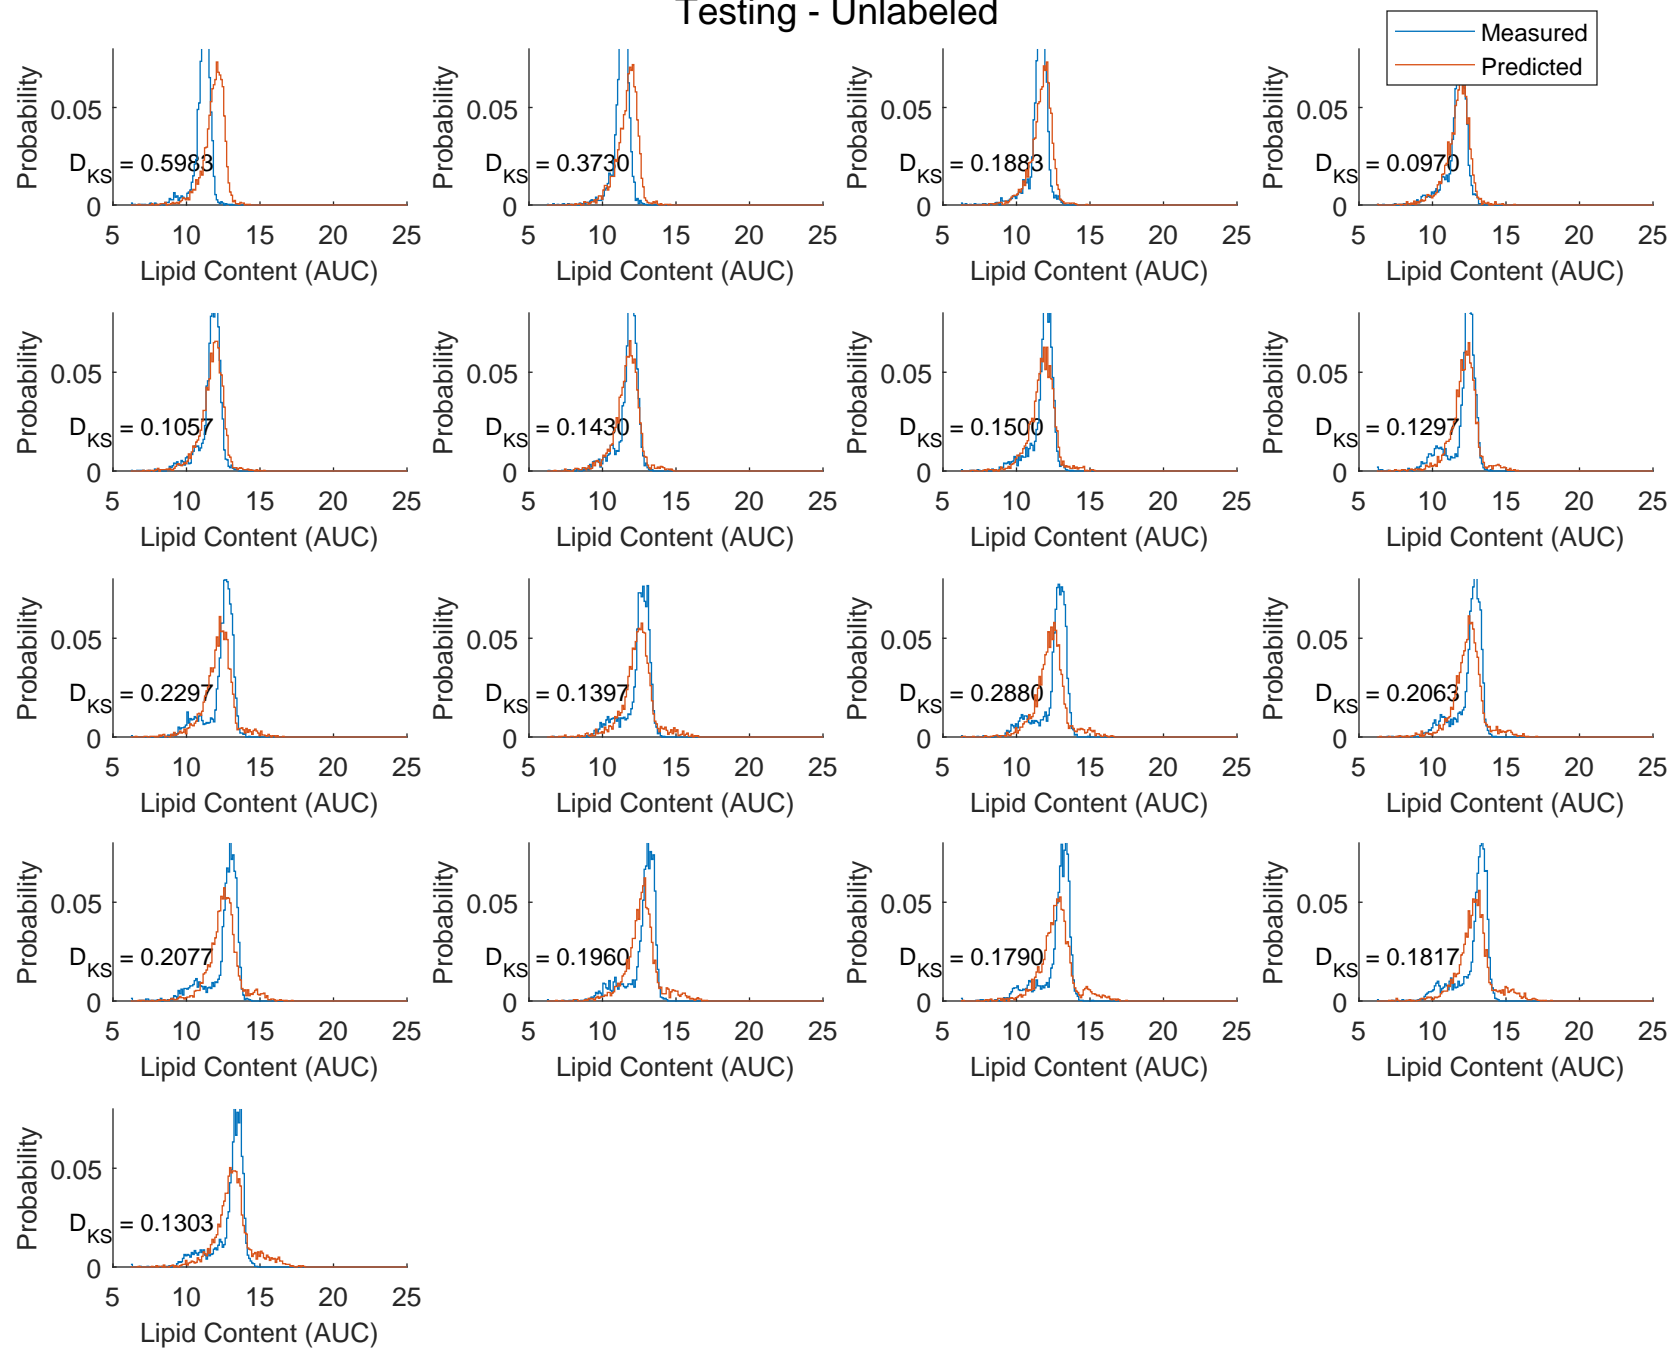 Testing - Unlabeled
Measured
Predicted
Probability
0.05
0
D_KS = 0.5983
5 10 15 20 25
Lipid Content (AUC)
Probability
0.05
0
D_KS = 0.3730
5 10 15 20 25
Lipid Content (AUC)
Probability
0.05
0
D_KS = 0.1883
5 10 15 20 25
Lipid Content (AUC)
Probability
0.05
0
D_KS = 0.0970
5 10 15 20 25
Lipid Content (AUC)
Probability
0.05
0
D_KS = 0.1057
5 10 15 20 25
Lipid Content (AUC)
Probability
0.05
0
D_KS = 0.1430
5 10 15 20 25
Lipid Content (AUC)
Probability
0.05
0
D_KS = 0.1500
5 10 15 20 25
Lipid Content (AUC)
Probability
0.05
0
D_KS = 0.1297
5 10 15 20 25
Lipid Content (AUC)
Probability
0.05
0
D_KS = 0.2297
5 10 15 20 25
Lipid Content (AUC)
Probability
0.05
0
D_KS = 0.1397
5 10 15 20 25
Lipid Content (AUC)
Probability
0.05
0
D_KS = 0.2880
5 10 15 20 25
Lipid Content (AUC)
Probability
0.05
0
D_KS = 0.2063
5 10 15 20 25
Lipid Content (AUC)
Probability
0.05
0
D_KS = 0.2077
5 10 15 20 25
Lipid Content (AUC)
Probability
0.05
0
D_KS = 0.1960
5 10 15 20 25
Lipid Content (AUC)
Probability
0.05
0
D_KS = 0.1790
5 10 15 20 25
Lipid Content (AUC)
Probability
0.05
0
D_KS = 0.1817
5 10 15 20 25
Lipid Content (AUC)
Probability
0.05
0
D_KS = 0.1303
5 10 15 20 25
Lipid Content (AUC)